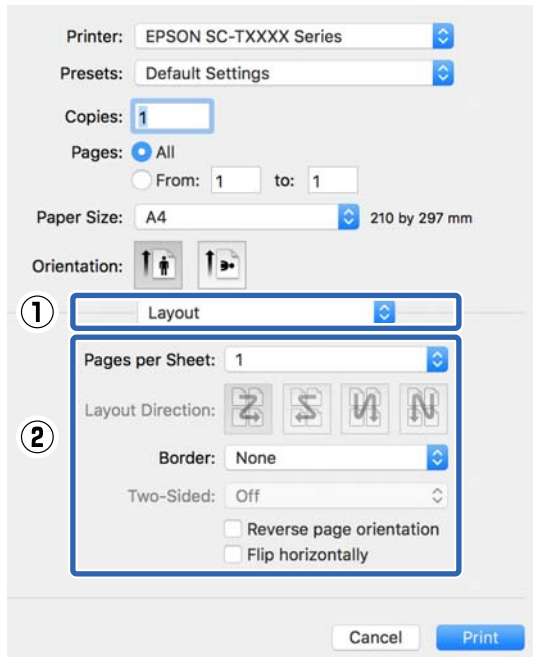 Printer: EPSON SC-TXXXX Series
Presets: Default Settings
Copies: 1
Pages: All
From: 1 to: 1
Paper Size: A4 210 by 297 mm
Orientation:
① Layout
Pages per Sheet: 1
Layout Direction:
②
Border: None
Two-Sided: Off
Reverse page orientation
Flip horizontally
Cancel Print